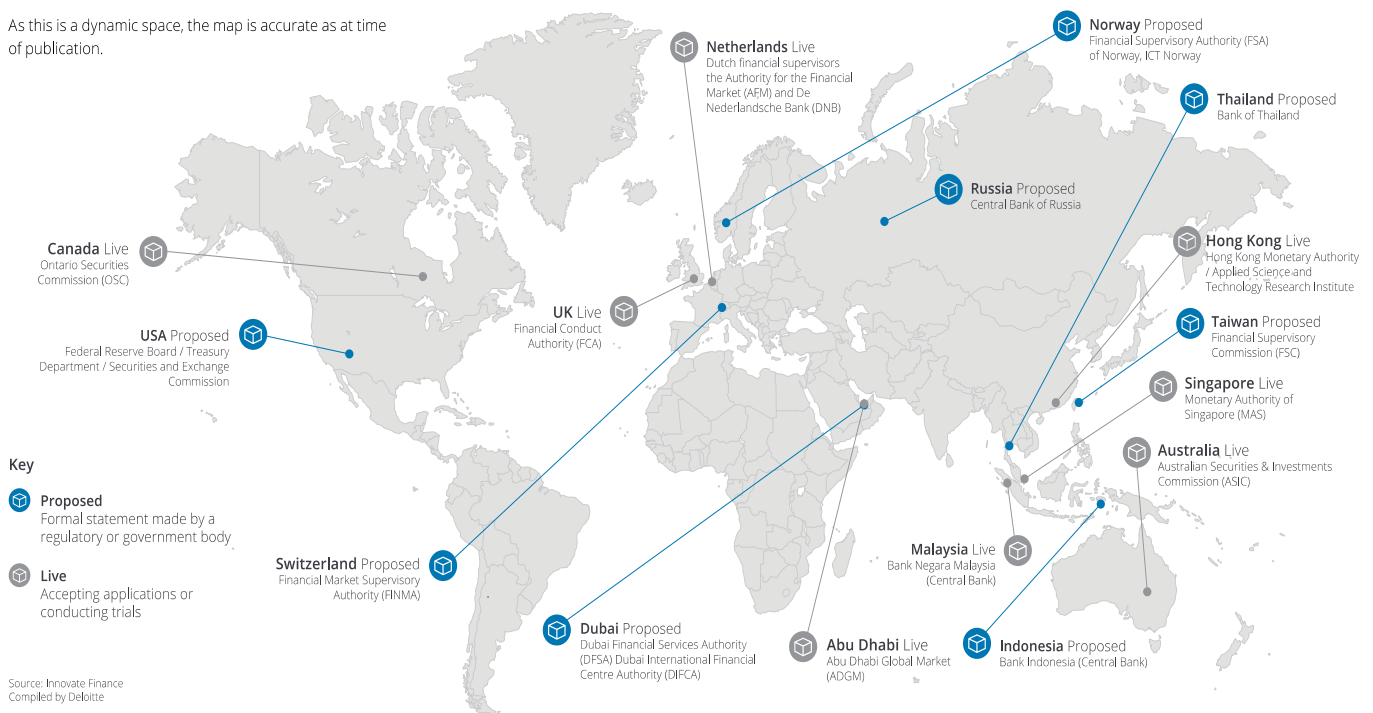 As this is a dynamic space, the map is accurate as at time
of publication.
Netherlands Live
Dutch financial supervisors
the Authority for the Financial
Market (AFM) and De
Nederlandsche Bank (DNB)
Norway Proposed
Financial Supervisory Authority (FSA)
of Norway, ICT Norway
Thailand Proposed
Bank of Thailand
Russia Proposed
Central Bank of Russia
Canada Live
Ontario Securities
Commission (OSC)
Hong Kong Live
Hong Kong Monetary Authority
/ Applied Science and
Technology Research Institute
UK Live
Financial Conduct
Authority (FCA)
USA Proposed
Federal Reserve Board / Treasury
Department / Securities and Exchange
Commission
Taiwan Proposed
Financial Supervisory
Commission (FSC)
Singapore Live
Monetary Authority of
Singapore (MAS)
Australia Live
Australian Securities & Investments
Commission (ASIC)
Key
Proposed
Formal statement made by a
regulatory or government body
Live
Accepting applications or
conducting trials
Switzerland Proposed
Financial Market Supervisory
Authority (FINMA)
Malaysia Live
Bank Negara Malaysia
(Central Bank)
Dubai Proposed
Dubai Financial Services Authority
(DFSA) Dubai International Financial
Centre Authority (DIFCA)
Abu Dhabi Live
Abu Dhabi Global Market
(ADGM)
Indonesia Proposed
Bank Indonesia (Central Bank)
Source: Innovate Finance
Compiled by Deloitte